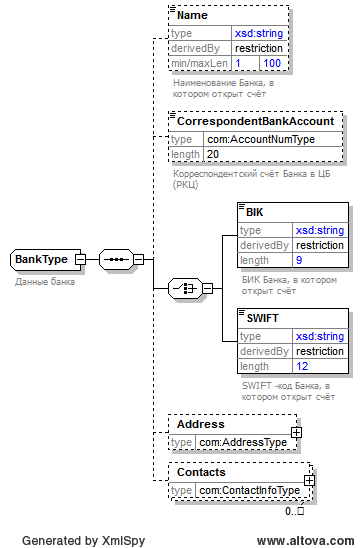 Name
type xsd:string
derivedBy restriction
min/maxLen 1 100
Наименование Банка, в
котором открыт счёт
CorrespondentBankAccount
type com:AccountNumType
length 20
Корреспондентский счёт Банка в ЦБ
(РКЦ)
BIK
type xsd:string
derivedBy restriction
length 9
БИК Банка, в котором
открыт счёт
BankType
Данные банка
SWIFT
type xsd:string
derivedBy restriction
length 12
SWIFT -код Банка, в
котором открыт счёт
Address
type com:AddressType
Contacts
type com:ContactInfoType
0..
Generated by XmlSpy
www.altova.com